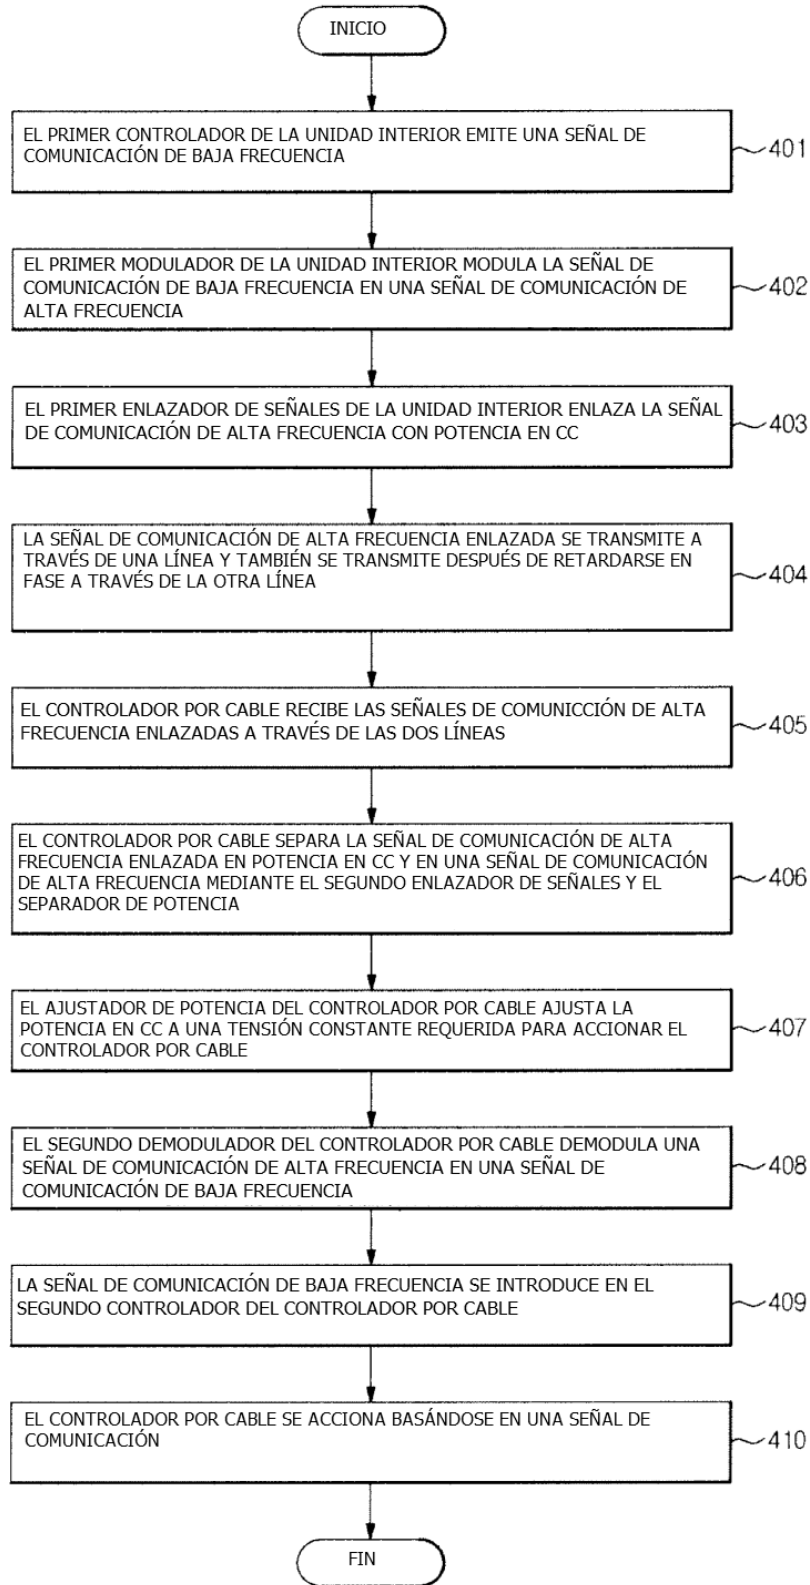 INICIO
EL PRIMER CONTROLADOR DE LA UNIDAD INTERIOR EMITE UNA SEÑAL DE
COMUNICACIÓN DE BAJA FRECUENCIA
401
EL PRIMER MODULADOR DE LA UNIDAD INTERIOR MODULA LA SEÑAL DE
COMUNICACIÓN DE BAJA FRECUENCIA EN UNA SEÑAL DE COMUNICACIÓN DE
ALTA FRECUENCIA
402
EL PRIMER ENLAZADOR DE SEÑALES DE LA UNIDAD INTERIOR ENLAZA LA SEÑAL
DE COMUNICACIÓN DE ALTA FRECUENCIA CON POTENCIA EN CC
403
LA SEÑAL DE COMUNICACIÓN DE ALTA FRECUENCIA ENLAZADA SE TRANSMITE A
TRAVÉS DE UNA LÍNEA Y TAMBIÉN SE TRANSMITE DESPUÉS DE RETARDARSE EN
FASE A TRAVÉS DE LA OTRA LÍNEA
404
EL CONTROLADOR POR CABLE RECIBE LAS SEÑALES DE COMUNICCIÓN DE ALTA
FRECUENCIA ENLAZADAS A TRAVÉS DE LAS DOS LÍNEAS
405
EL CONTROLADOR POR CABLE SEPARA LA SEÑAL DE COMUNICACIÓN DE ALTA
FRECUENCIA ENLAZADA EN POTENCIA EN CC Y EN UNA SEÑAL DE COMUNICACIÓN
DE ALTA FRECUENCIA MEDIANTE EL SEGUNDO ENLAZADOR DE SEÑALES Y EL
SEPARADOR DE POTENCIA
406
EL AJUSTADOR DE POTENCIA DEL CONTROLADOR POR CABLE AJUSTA LA
POTENCIA EN CC A UNA TENSIÓN CONSTANTE REQUERIDA PARA ACCIONAR EL
CONTROLADOR POR CABLE
407
EL SEGUNDO DEMODULADOR DEL CONTROLADOR POR CABLE DEMODULA UNA
SEÑAL DE COMUNICACIÓN DE ALTA FRECUENCIA EN UNA SEÑAL DE
COMUNICACIÓN DE BAJA FRECUENCIA
408
LA SEÑAL DE COMUNICACIÓN DE BAJA FRECUENCIA SE INTRODUCE EN EL
SEGUNDO CONTROLADOR DEL CONTROLADOR POR CABLE
409
EL CONTROLADOR POR CABLE SE ACCIONA BASÁNDOSE EN UNA SEÑAL DE
COMUNICACIÓN
410
FIN